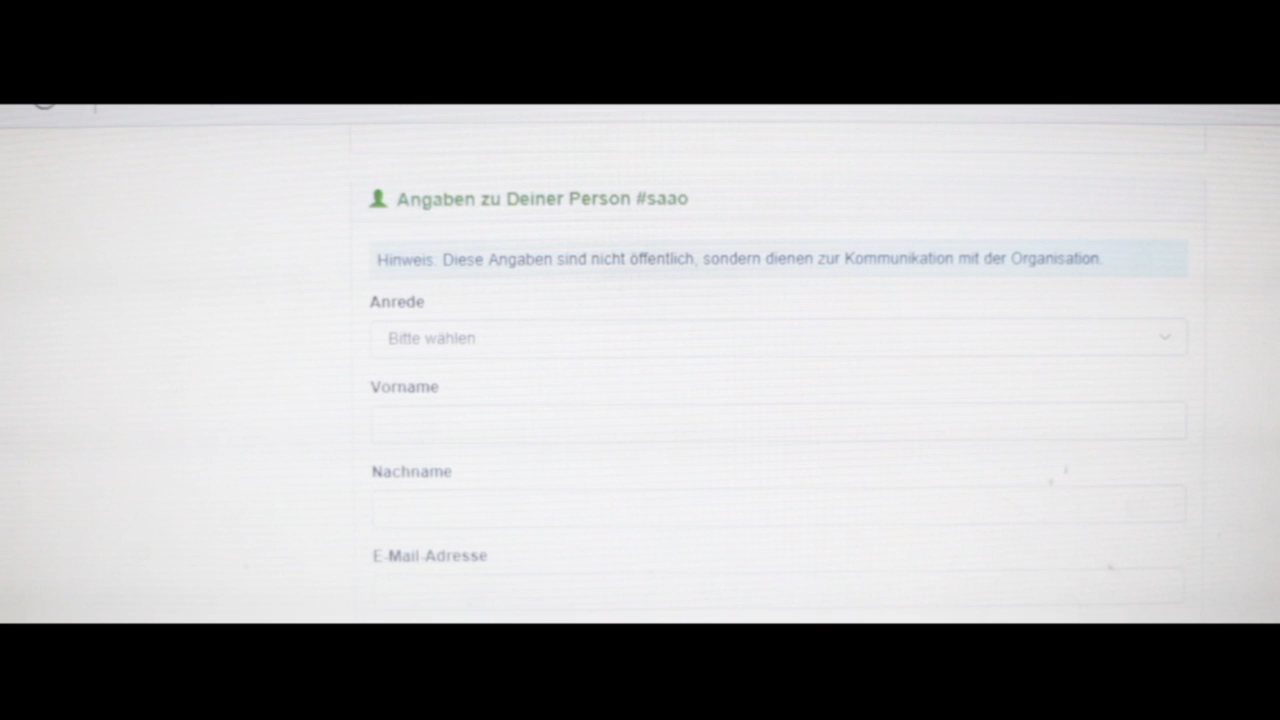 Angaben zu Deiner Person #saao
Hinweis: Diese Angaben sind nicht öffentlich, sondern dienen zur Kommunikation mit der Organisation.
Anrede
Bitte wählen
Vorname
Nachname
E-Mail-Adresse